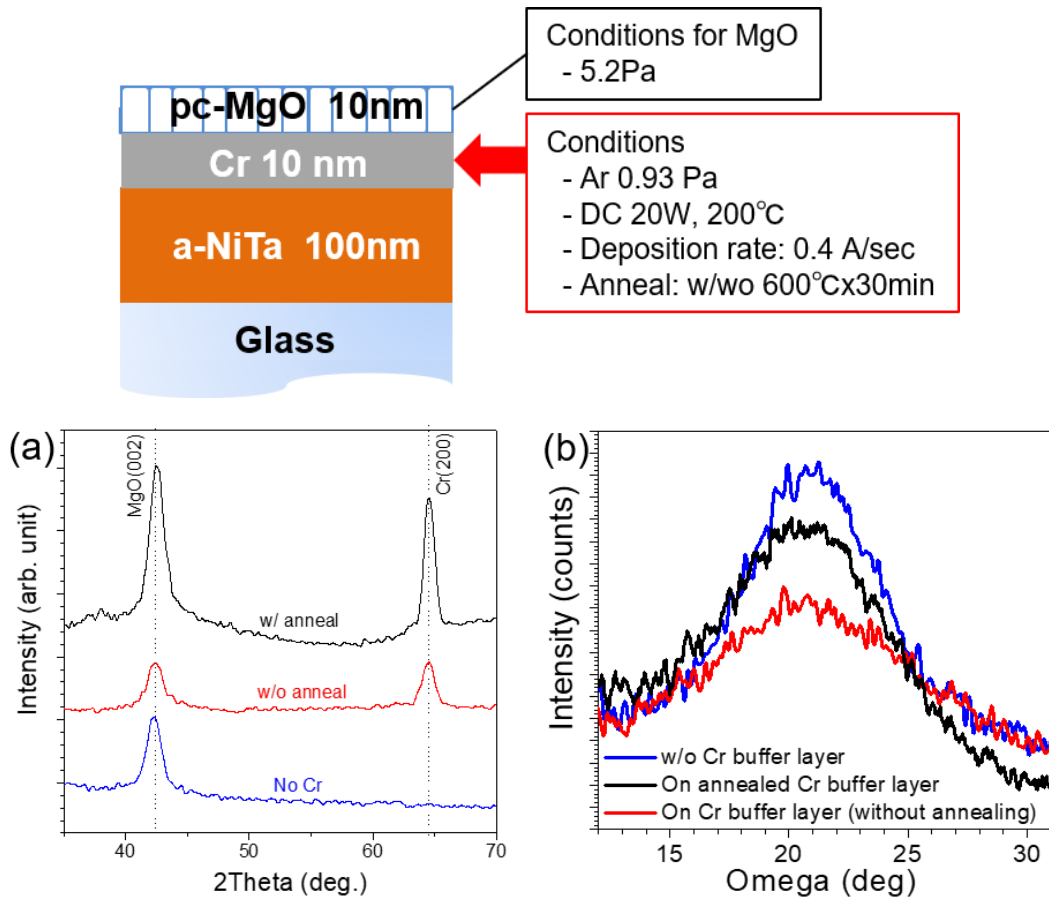 Conditions for MgO
- 5.2Pa
pc-MgO 10nm
Cr 10 nm
a-NiTa 100nm
Glass
Conditions
- Ar 0.93 Pa
- DC 20W, 200℃
- Deposition rate: 0.4 A/sec
- Anneal: w/wo 600℃x30min
(a)
MgO(002)
Cr(200)
w/ anneal
w/o anneal
No Cr
Intensity (arb. unit)
40 50 60 70
2Theta (deg.)
(b)
Intensity (counts)
w/o Cr buffer layer
On annealed Cr buffer layer
On Cr buffer layer (without annealing)
15 20 25 30
Omega (deg)